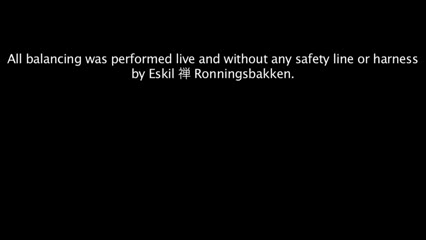 All balancing was performed live and without any safety line or harness
by Eskil 禅 Ronningsbakken.